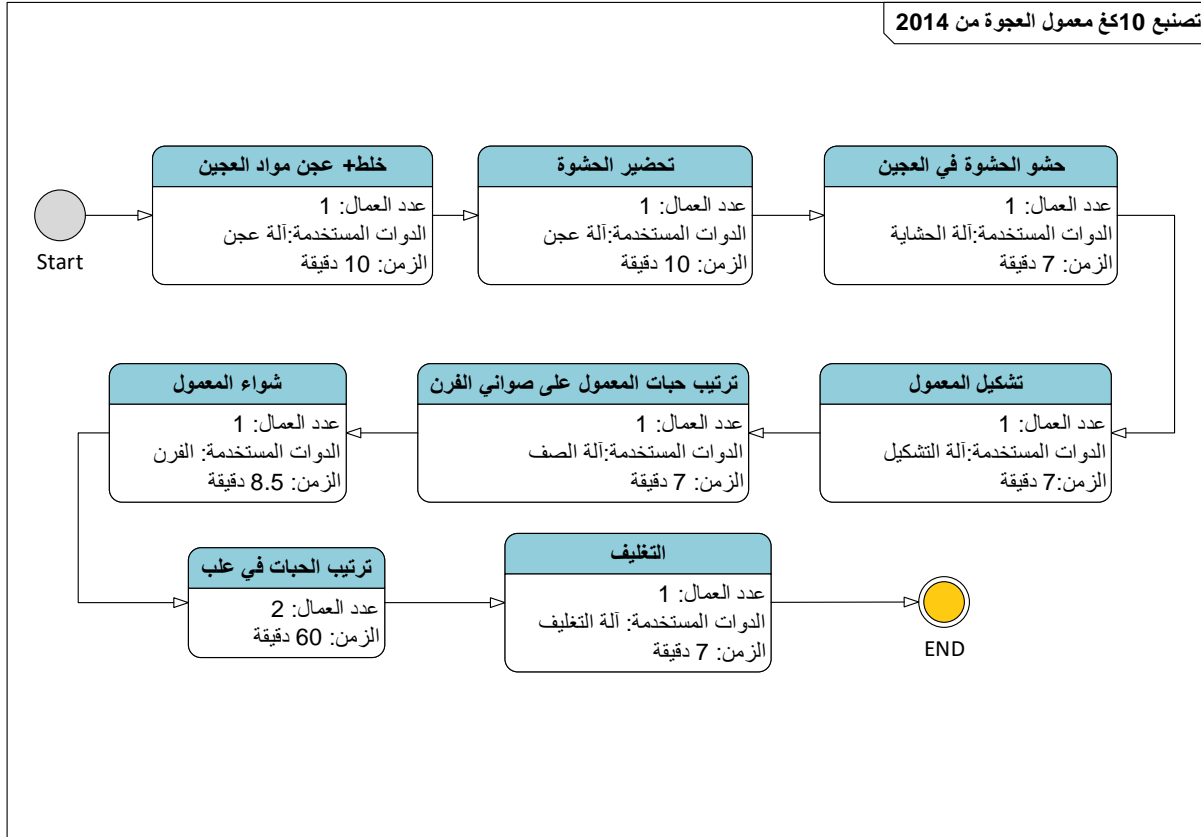 تصنيع 10كغ معمول العجوة من 2014
خلط+ عجن مواد العجين
عدد العمال: 1
الدوات المستخدمة:آلة عجن
الزمن: 10 دقيقة
تحضير الحشوة
عدد العمال: 1
الدوات المستخدمة:آلة عجن
الزمن: 10 دقيقة
حشو الحشوة في العجين
عدد العمال: 1
الدوات المستخدمة:آلة الحشاية
الزمن: 7 دقيقة
Start
تشكيل المعمول
عدد العمال: 1
الدوات المستخدمة:آلة التشكيل
الزمن:7 دقيقة
ترتيب حبات المعمول على صواني الفرن
عدد العمال: 1
الدوات المستخدمة:آلة الصف
الزمن: 7 دقيقة
شواء المعمول
عدد العمال: 1
الدوات المستخدمة: الفرن
الزمن: 8.5 دقيقة
ترتيب الحبات في علب
عدد العمال: 2
الزمن: 60 دقيقة
التغليف
عدد العمال: 1
الدوات المستخدمة: آلة التغليف
الزمن: 7 دقيقة
END